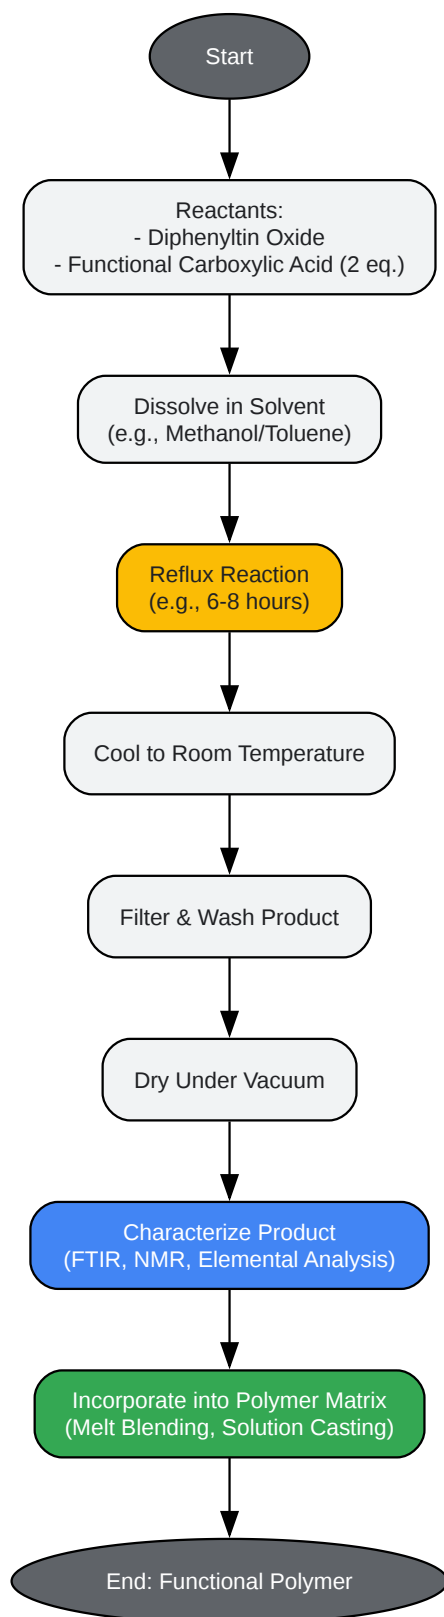 Start
Reactants:
- Diphenyltin Oxide
- Functional Carboxylic Acid (2 eq.)
Dissolve in Solvent
(e.g., Methanol/Toluene)
Reflux Reaction
(e.g., 6-8 hours)
Cool to Room Temperature
Filter & Wash Product
Dry Under Vacuum
Characterize Product
(FTIR, NMR, Elemental Analysis)
Incorporate into Polymer Matrix
(Melt Blending, Solution Casting)
End: Functional Polymer